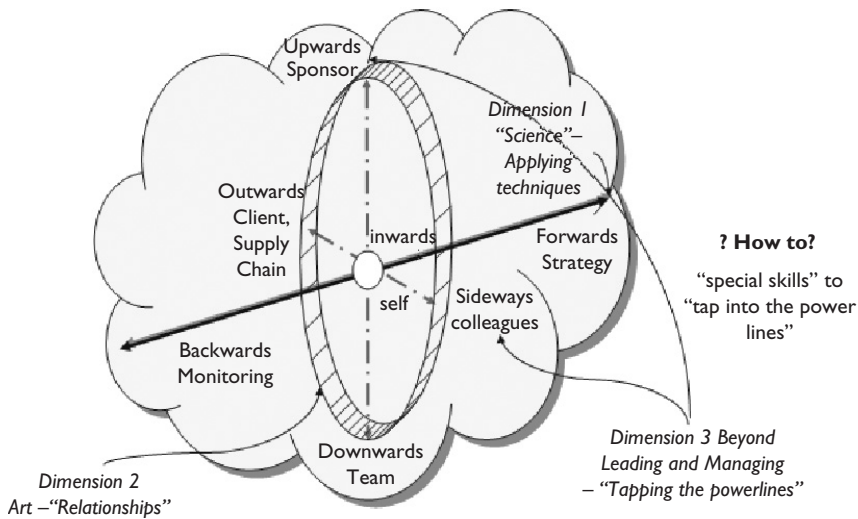 Upwards
Sponsor
Dimension 1
“Science”–
Applying
techniques
Outwards
Client,
Supply
Chain
inwards
Forwards
Strategy
? How to?
“special skills” to
“tap into the power
lines”
self
Sideways
colleagues
Backwards
Monitoring
Downwards
Team
Dimension 2
Art –“Relationships”
Dimension 3 Beyond
Leading and Managing
– “Tapping the powerlines”